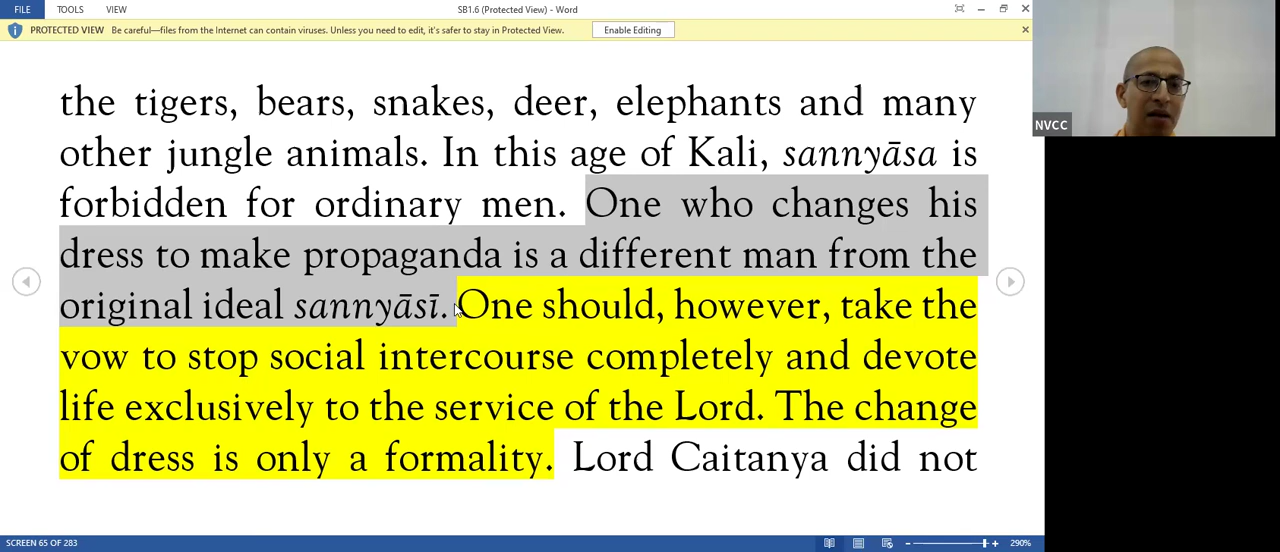 FILE TOOLS VIEW SB1.6 (Protected View) - Word
PROTECTED VIEW Be careful—files from the Internet can contain viruses. Unless you need to edit, it's safer to stay in Protected View. Enable Editing
the tigers, bears, snakes, deer, elephants and many
other jungle animals. In this age of Kali, sannyāsa is
forbidden for ordinary men. One who changes his
dress to make propaganda is a different man from the
original ideal sannyāsī. One should, however, take the
vow to stop social intercourse completely and devote
life exclusively to the service of the Lord. The change
of dress is only a formality. Lord Caitanya did not
SCREEN 65 OF 283 290%
NVCC